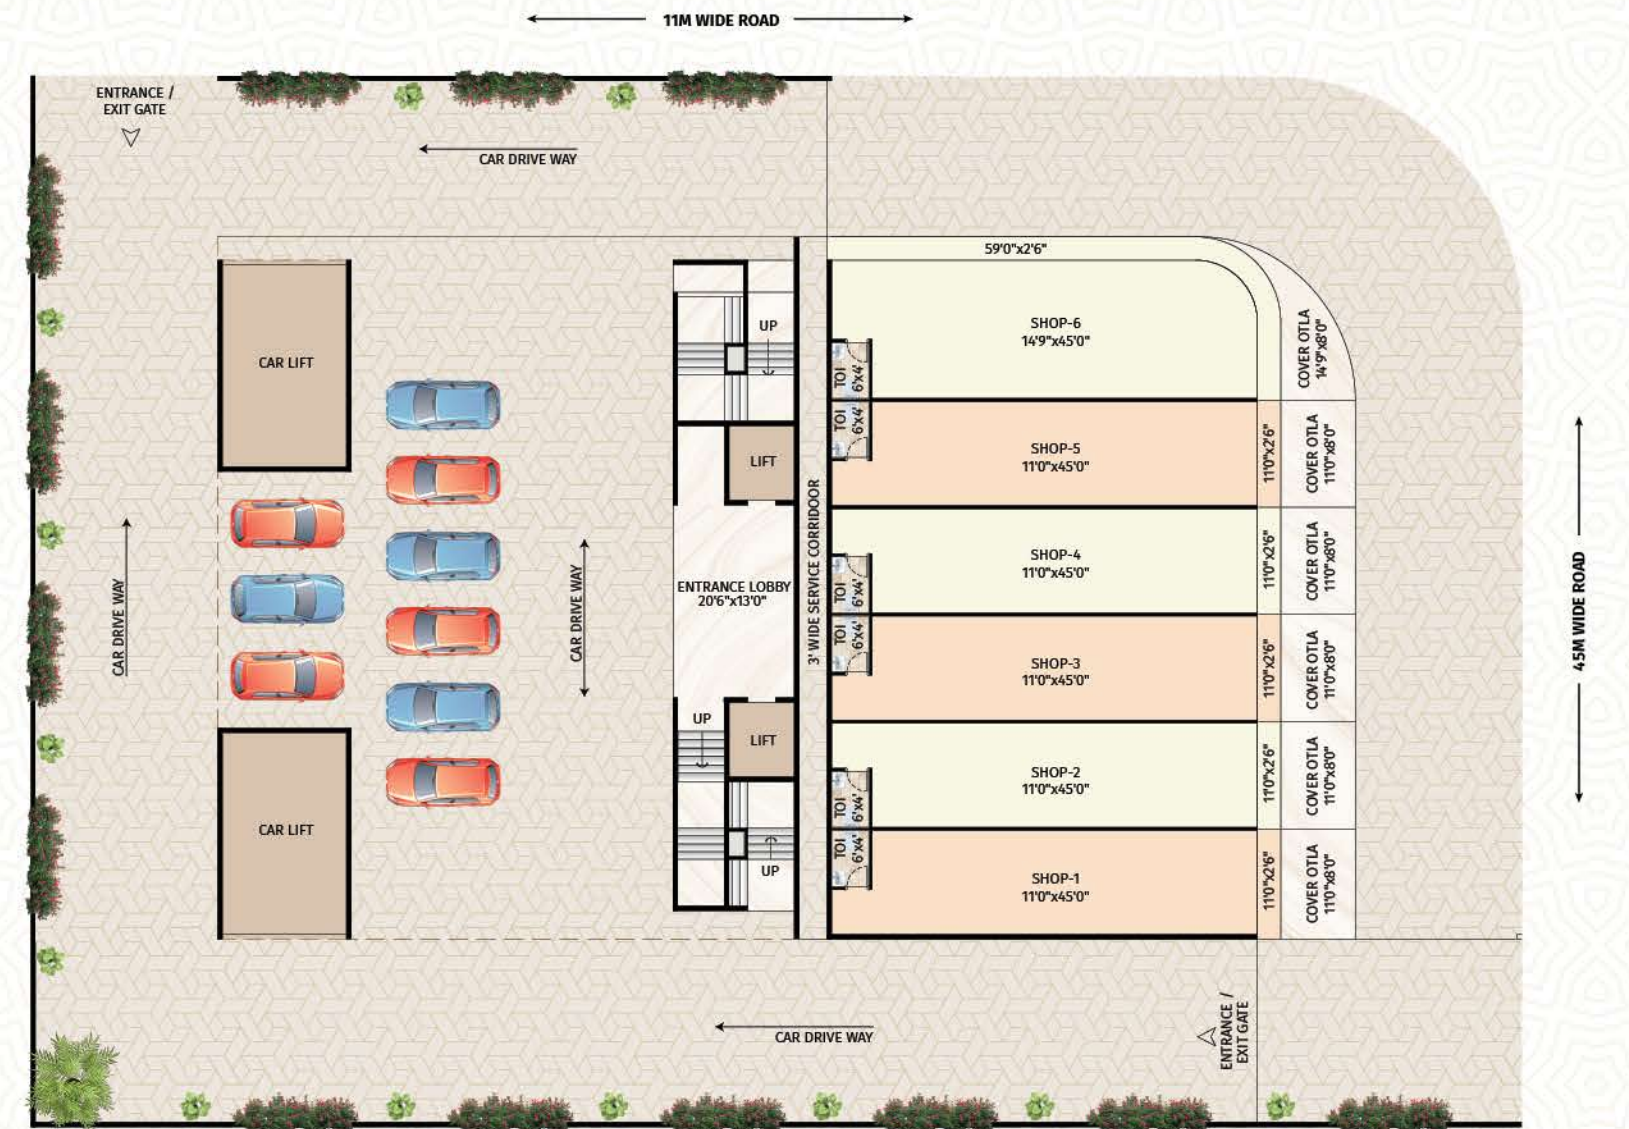 11M WIDE ROAD
ENTRANCE /
EXIT GATE
CAR DRIVE WAY
59'0"x2'6"
CAR LIFT
UP
SHOP-6
14'9"x45'0"
COVER OTLA
14'9"x8'0"
TOI
6'x4'
TOI
6'x4'
LIFT
SHOP-5
11'0"x45'0"
11'0"x2'6"
COVER OTLA
11'0"x8'0"
3' WIDE SERVICE CORRIDOOR
SHOP-4
11'0"x45'0"
11'0"x2'6"
COVER OTLA
11'0"x8'0"
TOI
6'x4'
ENTRANCE LOBBY
20'6"x13'0"
CAR DRIVE WAY
CAR DRIVE WAY
45M WIDE ROAD
TOI
6'x4'
SHOP-3
11'0"x45'0"
11'0"x2'6"
COVER OTLA
11'0"x8'0"
UP
LIFT
SHOP-2
11'0"x45'0"
11'0"x2'6"
COVER OTLA
11'0"x8'0"
TOI
6'x4'
CAR LIFT
TOI
6'x4'
UP
SHOP-1
11'0"x45'0"
11'0"x2'6"
COVER OTLA
11'0"x8'0"
CAR DRIVE WAY
ENTRANCE /
EXIT GATE